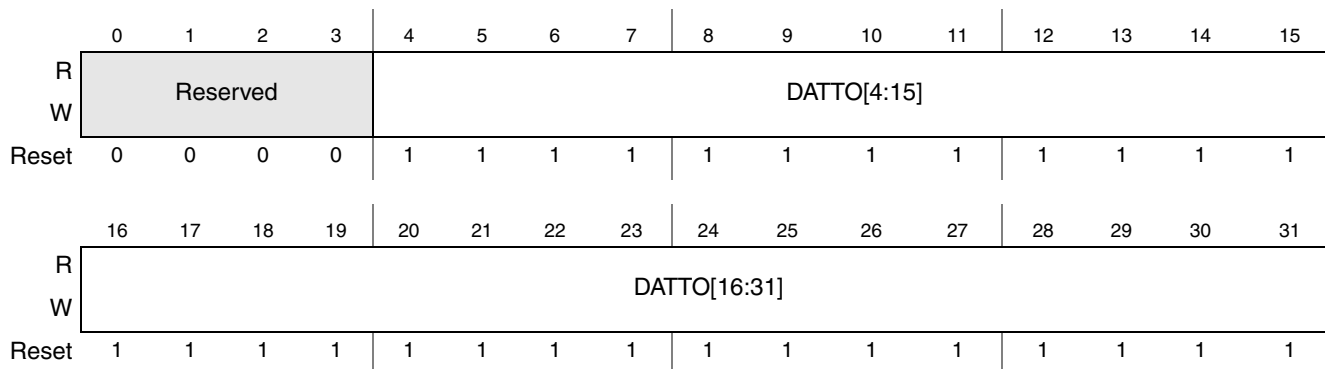 0 1 2 3 4 5 6 7 8 9 10 11 12 13 14 15
R
Reserved DATTO[4:15]
W
Reset 0 0 0 0 1 1 1 1 1 1 1 1 1 1 1 1
16 17 18 19 20 21 22 23 24 25 26 27 28 29 30 31
R
DATTO[16:31]
W
Reset 1 1 1 1 1 1 1 1 1 1 1 1 1 1 1 1